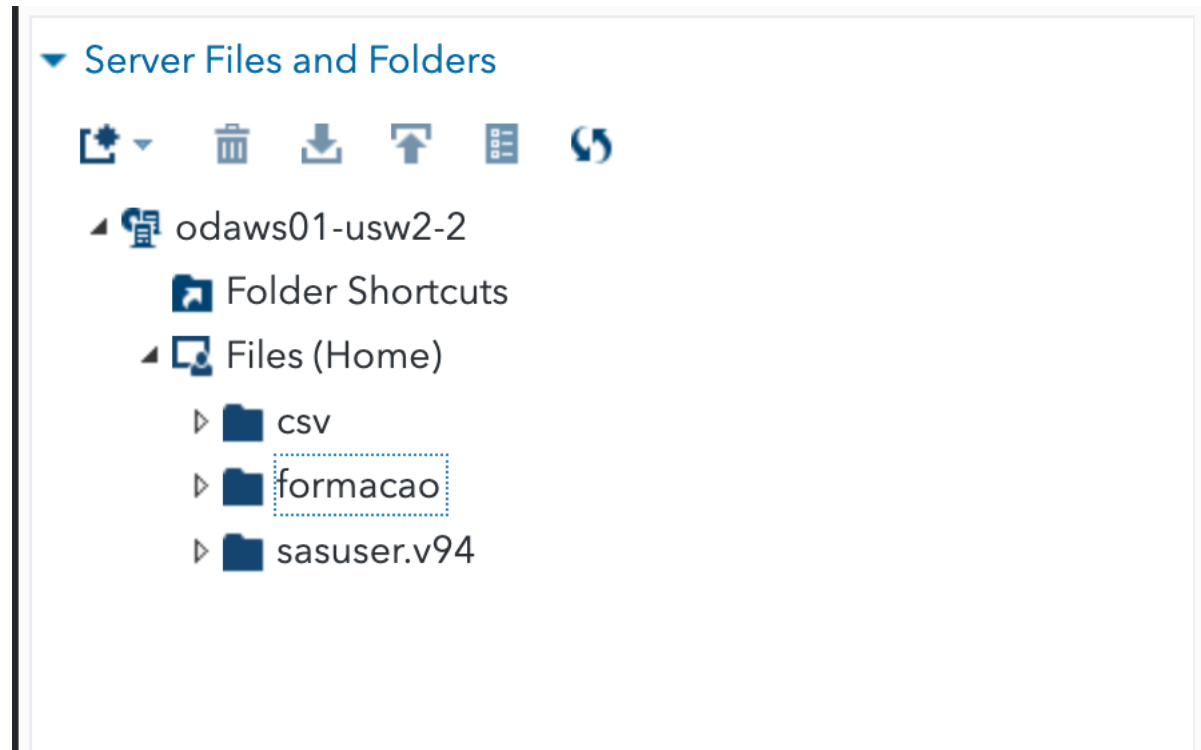 Server Files and Folders
odaws01-usw2-2
Folder Shortcuts
Files (Home)
csv
formacao
sasuser.v94